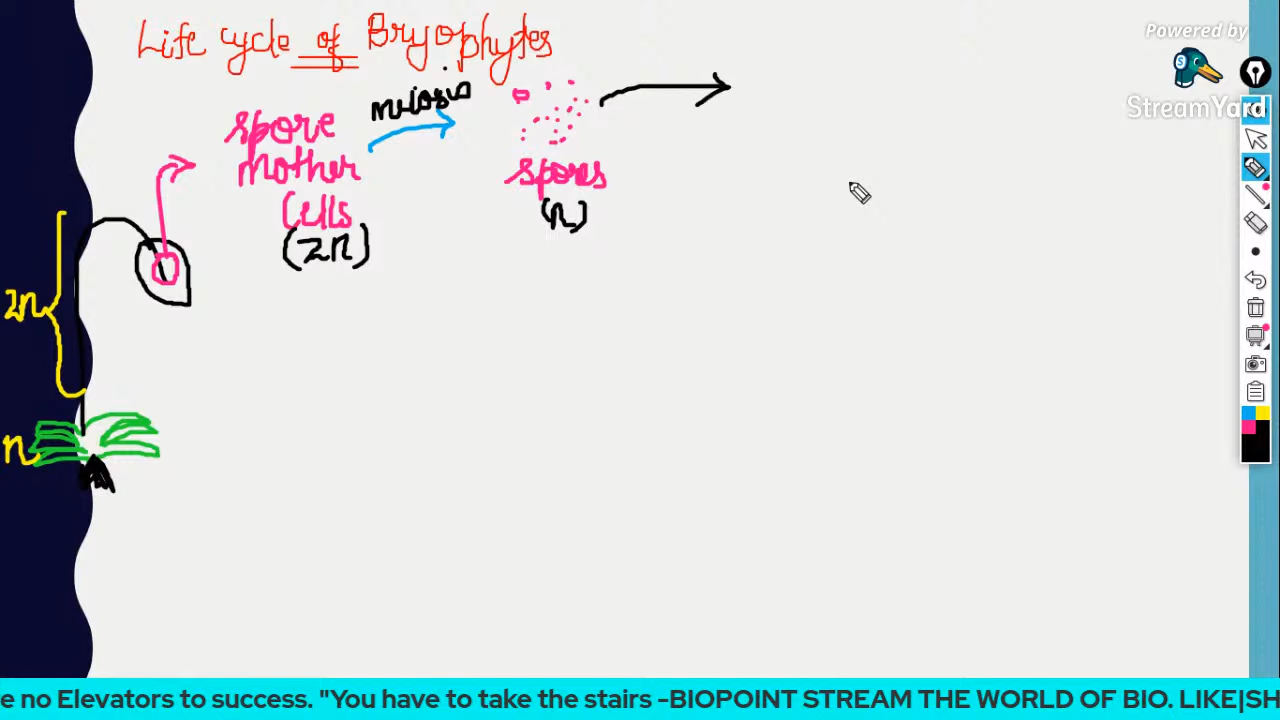 Life cycle of Bryophytes
Powered by
StreamYard
meiosis
spore
mother
cells
(2n)
spores
(n)
2n
n
e no Elevators to success. "You have to take the stairs -BIOPOINT STREAM THE WORLD OF BIO. LIKE|SH